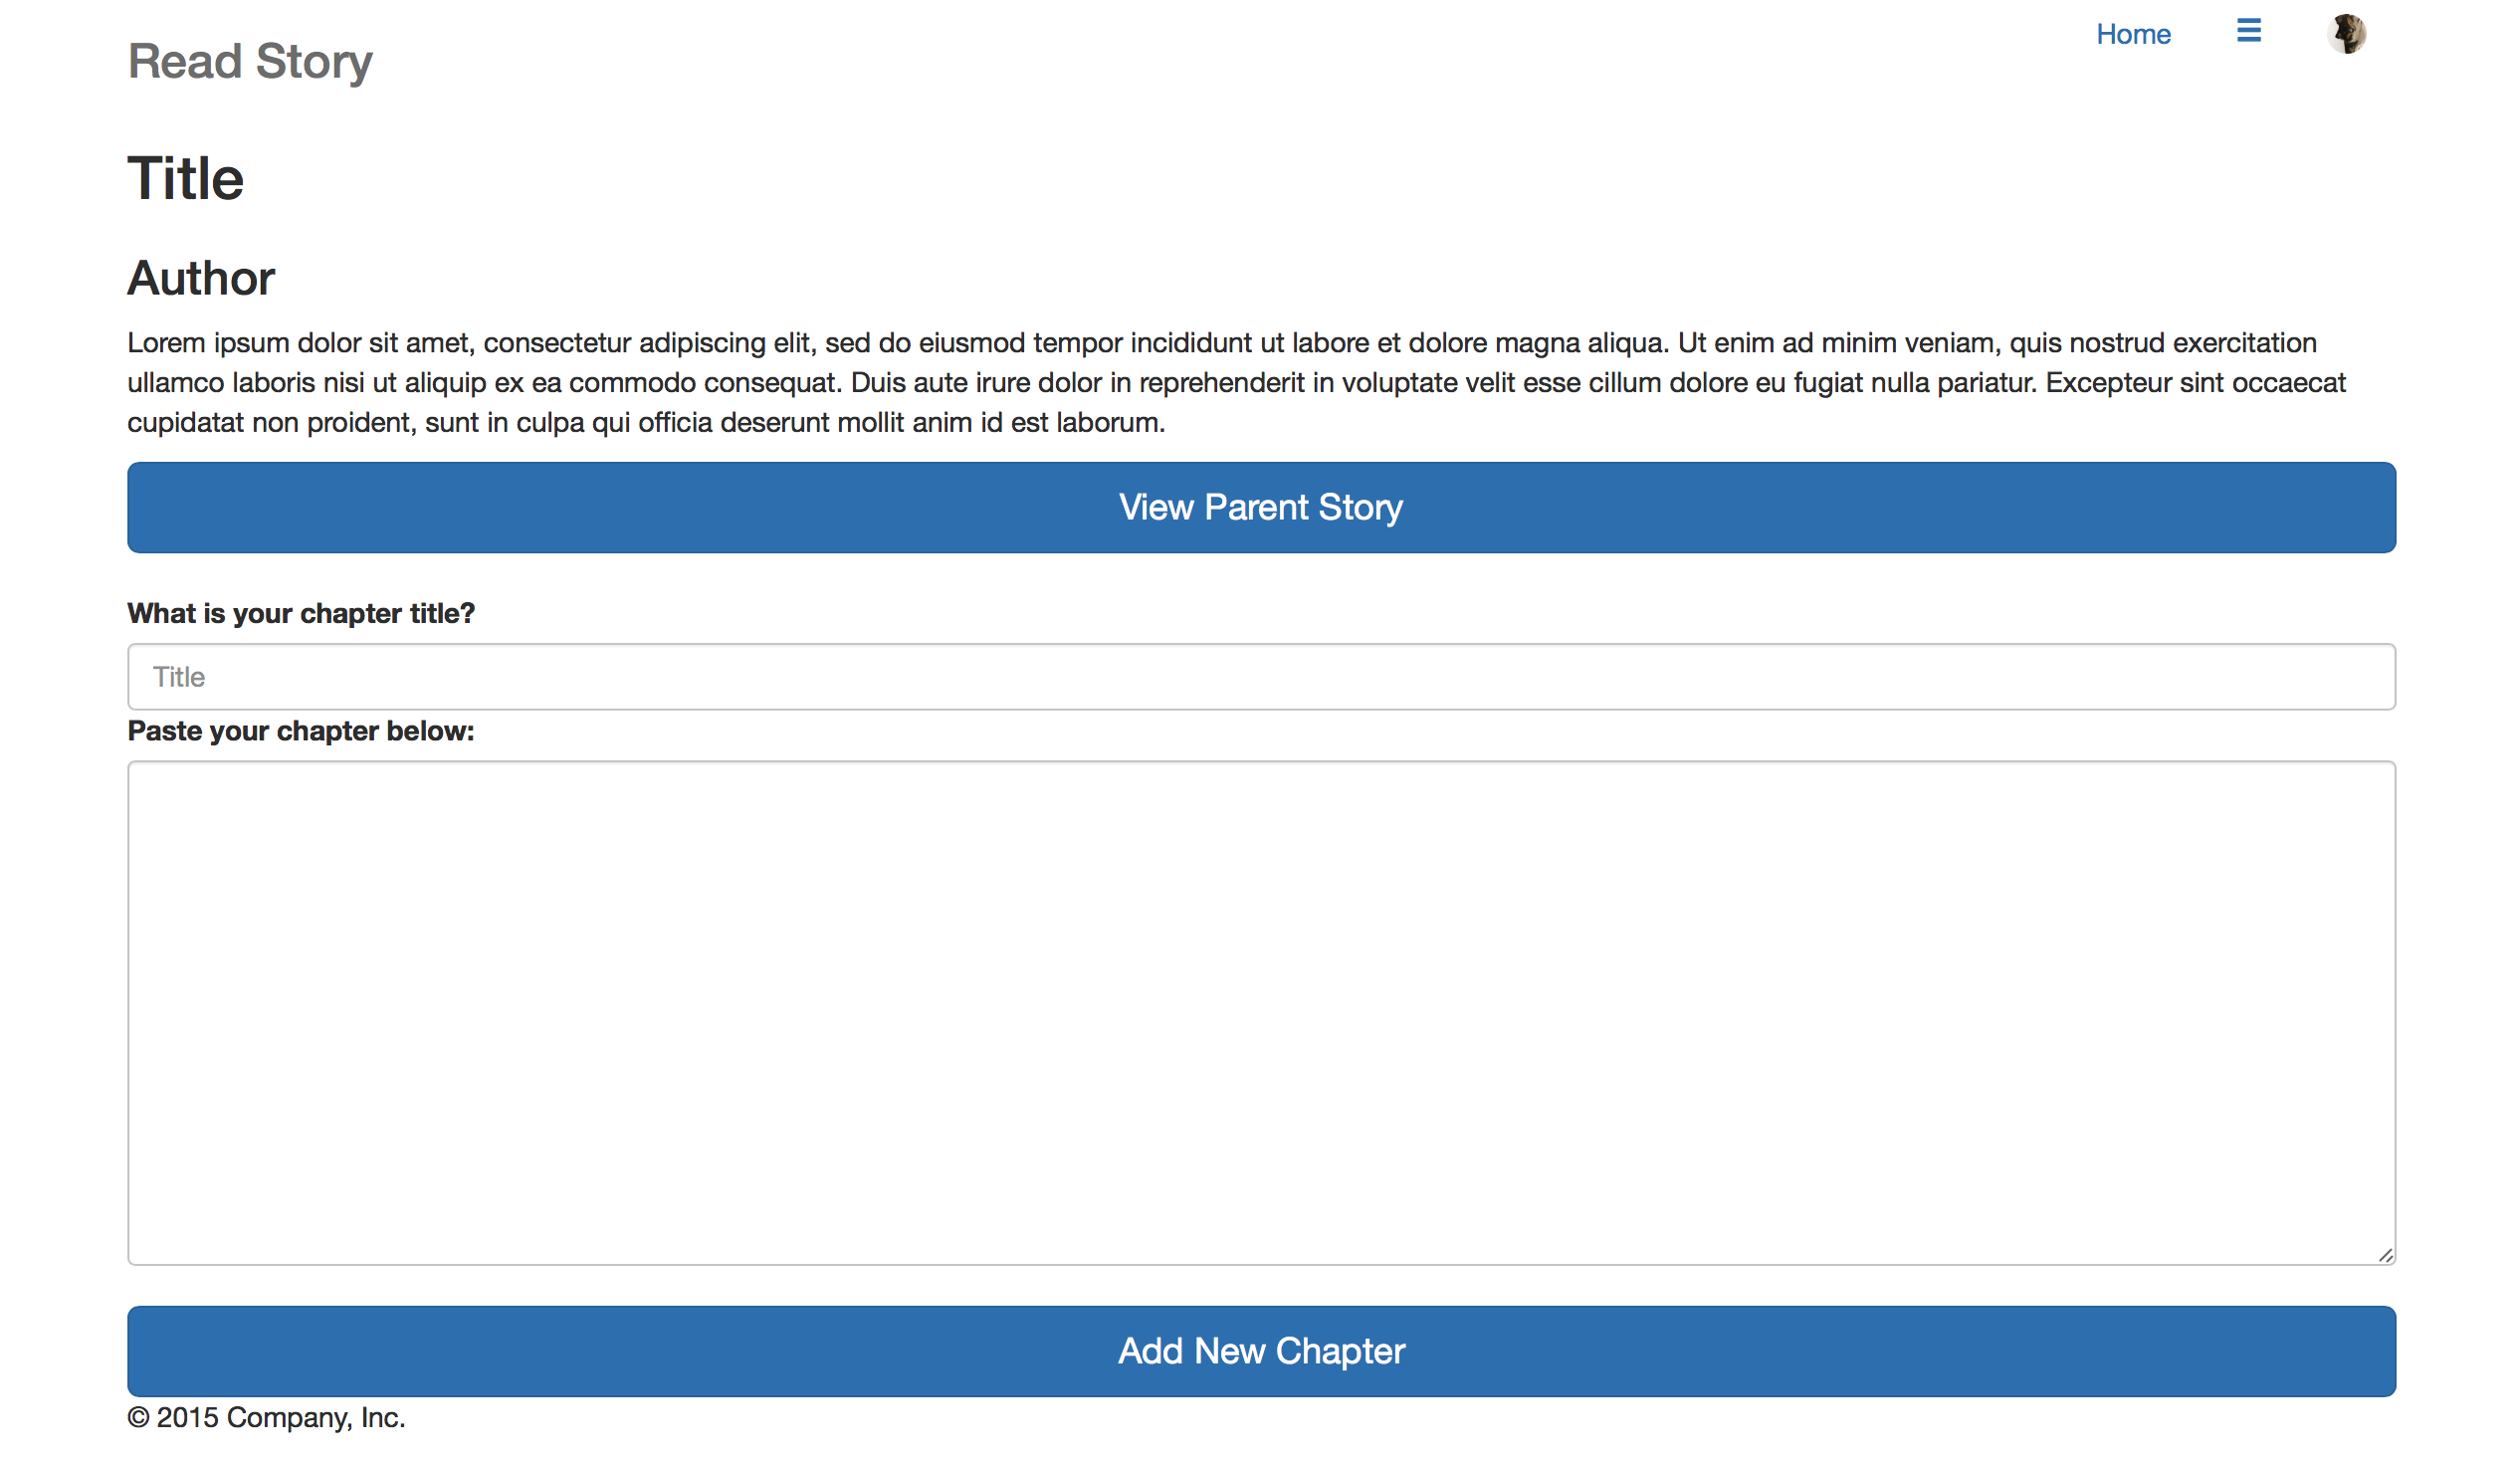 Read Story
Home
Title
Author
Lorem ipsum dolor sit amet, consectetur adipiscing elit, sed do eiusmod tempor incididunt ut labore et dolore magna aliqua. Ut enim ad minim veniam, quis nostrud exercitation
ullamco laboris nisi ut aliquip ex ea commodo consequat. Duis aute irure dolor in reprehenderit in voluptate velit esse cillum dolore eu fugiat nulla pariatur. Excepteur sint occaecat
cupidatat non proident, sunt in culpa qui officia deserunt mollit anim id est laborum.
View Parent Story
What is your chapter title?
Title
Paste your chapter below:
Add New Chapter
© 2015 Company, Inc.